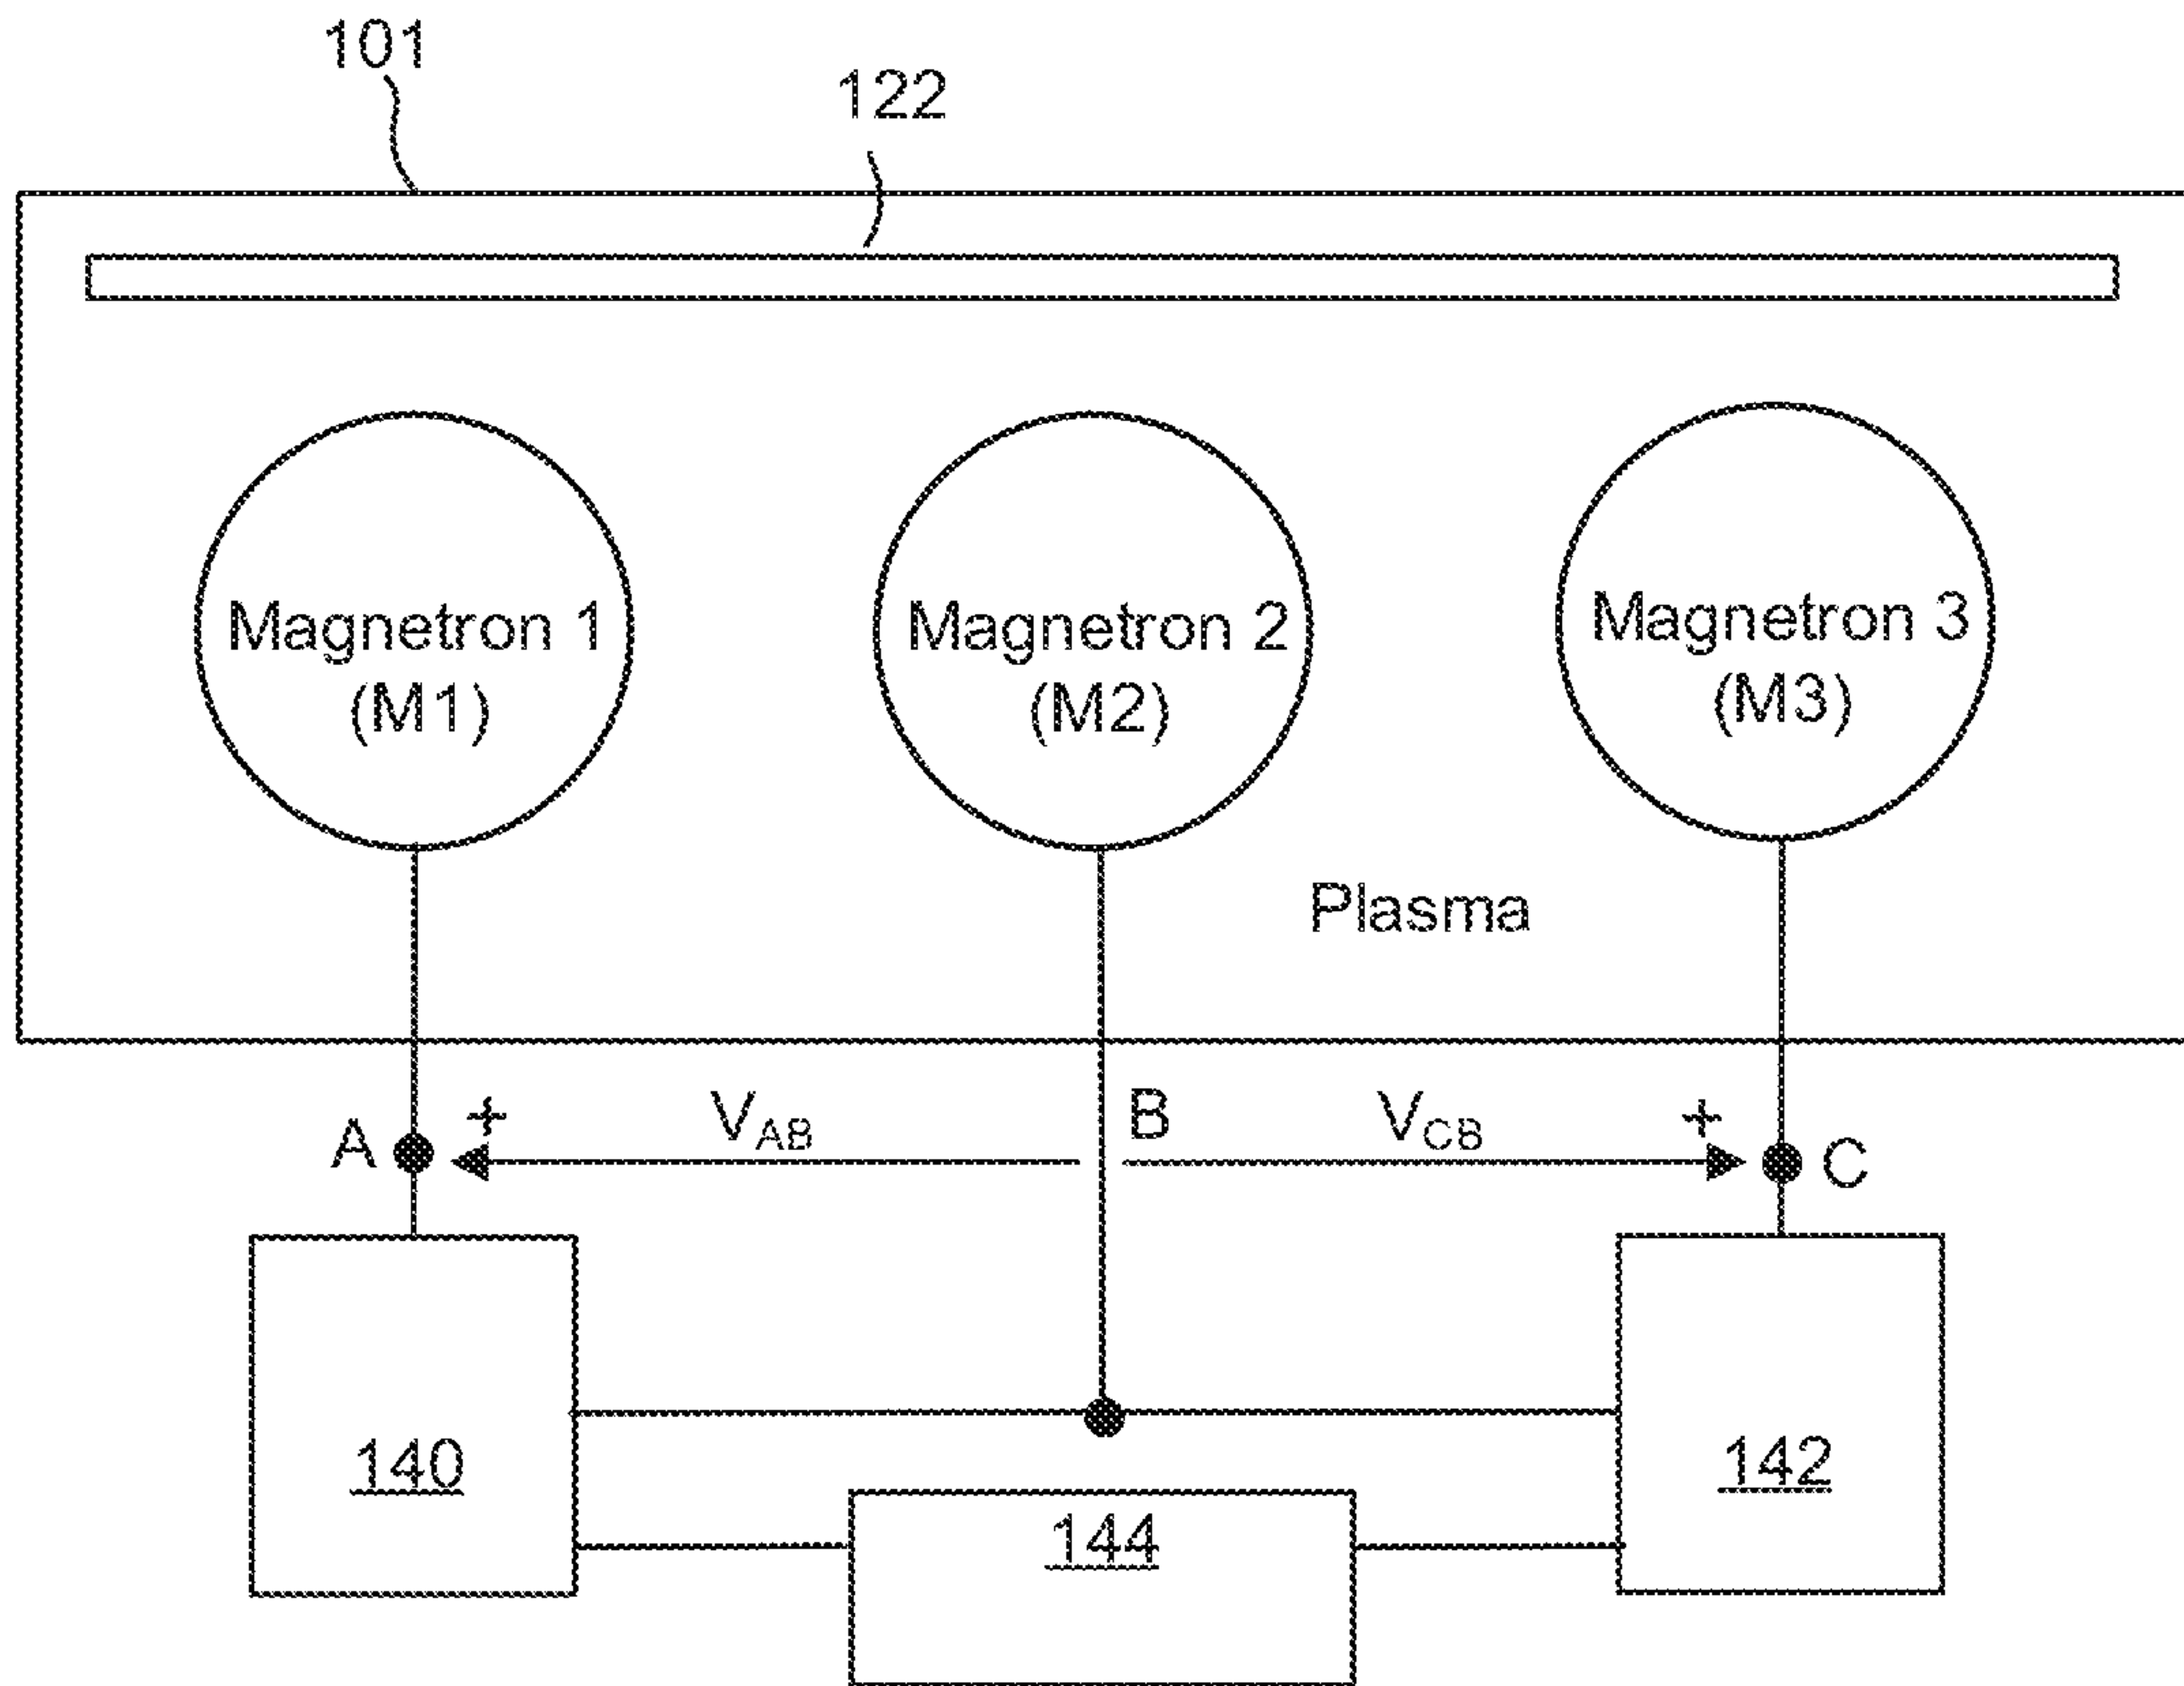 101
122
Magnetron 1
(M1)
Magnetron 2
(M2)
Magnetron 3
(M3)
Plasma
A
+
VAB
B
VCB
+
C
140
142
144